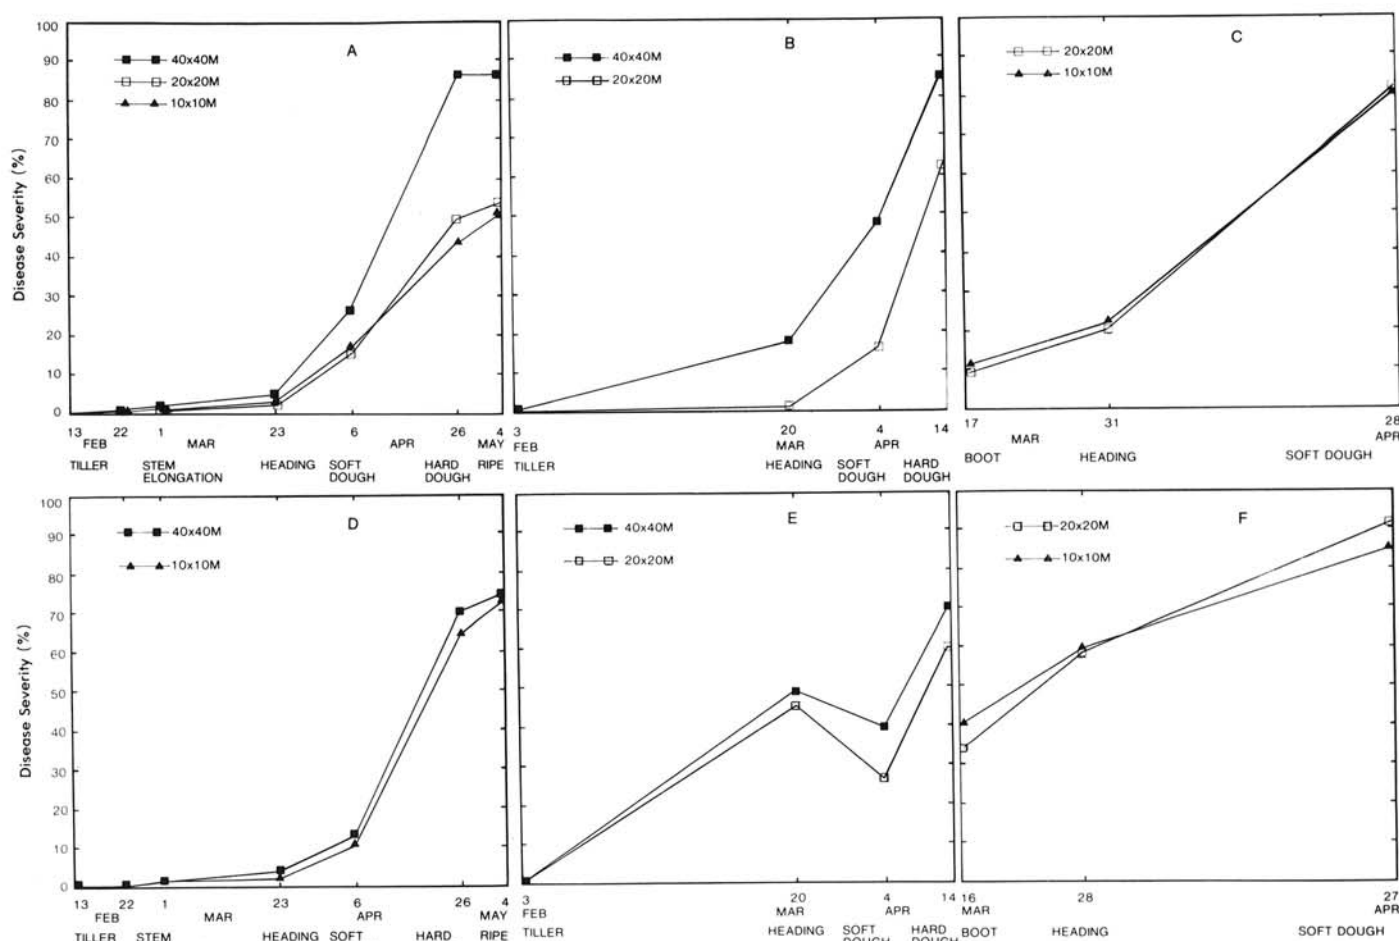 Disease Severity (%)
100
90
80
70
60
50
40
30
20
10
0
A
40x40M
20x20M
10x10M
13 22 1 23 6 26 4
FEB MAR APR MAY
TILLER STEM ELONGATION HEADING SOFT DOUGH HARD DOUGH RIPE
B
40x40M
20x20M
3 20 4 14
FEB MAR APR
TILLER HEADING SOFT DOUGH HARD DOUGH
C
20x20M
10x10M
17 31 28
MAR APR
BOOT HEADING SOFT DOUGH
Disease Severity (%)
100
90
80
70
60
50
40
30
20
10
0
D
40x40M
10x10M
13 22 1 23 6 26 4
FEB MAR APR MAY
TILLER STEM HEADING SOFT HARD RIPE
E
40x40M
20x20M
3 20 4 14
FEB MAR APR
TILLER HEADING SOFT DOUGH HARD DOUGH
F
20x20M
10x10M
16 28 27
MAR APR
BOOT HEADING SOFT DOUGH